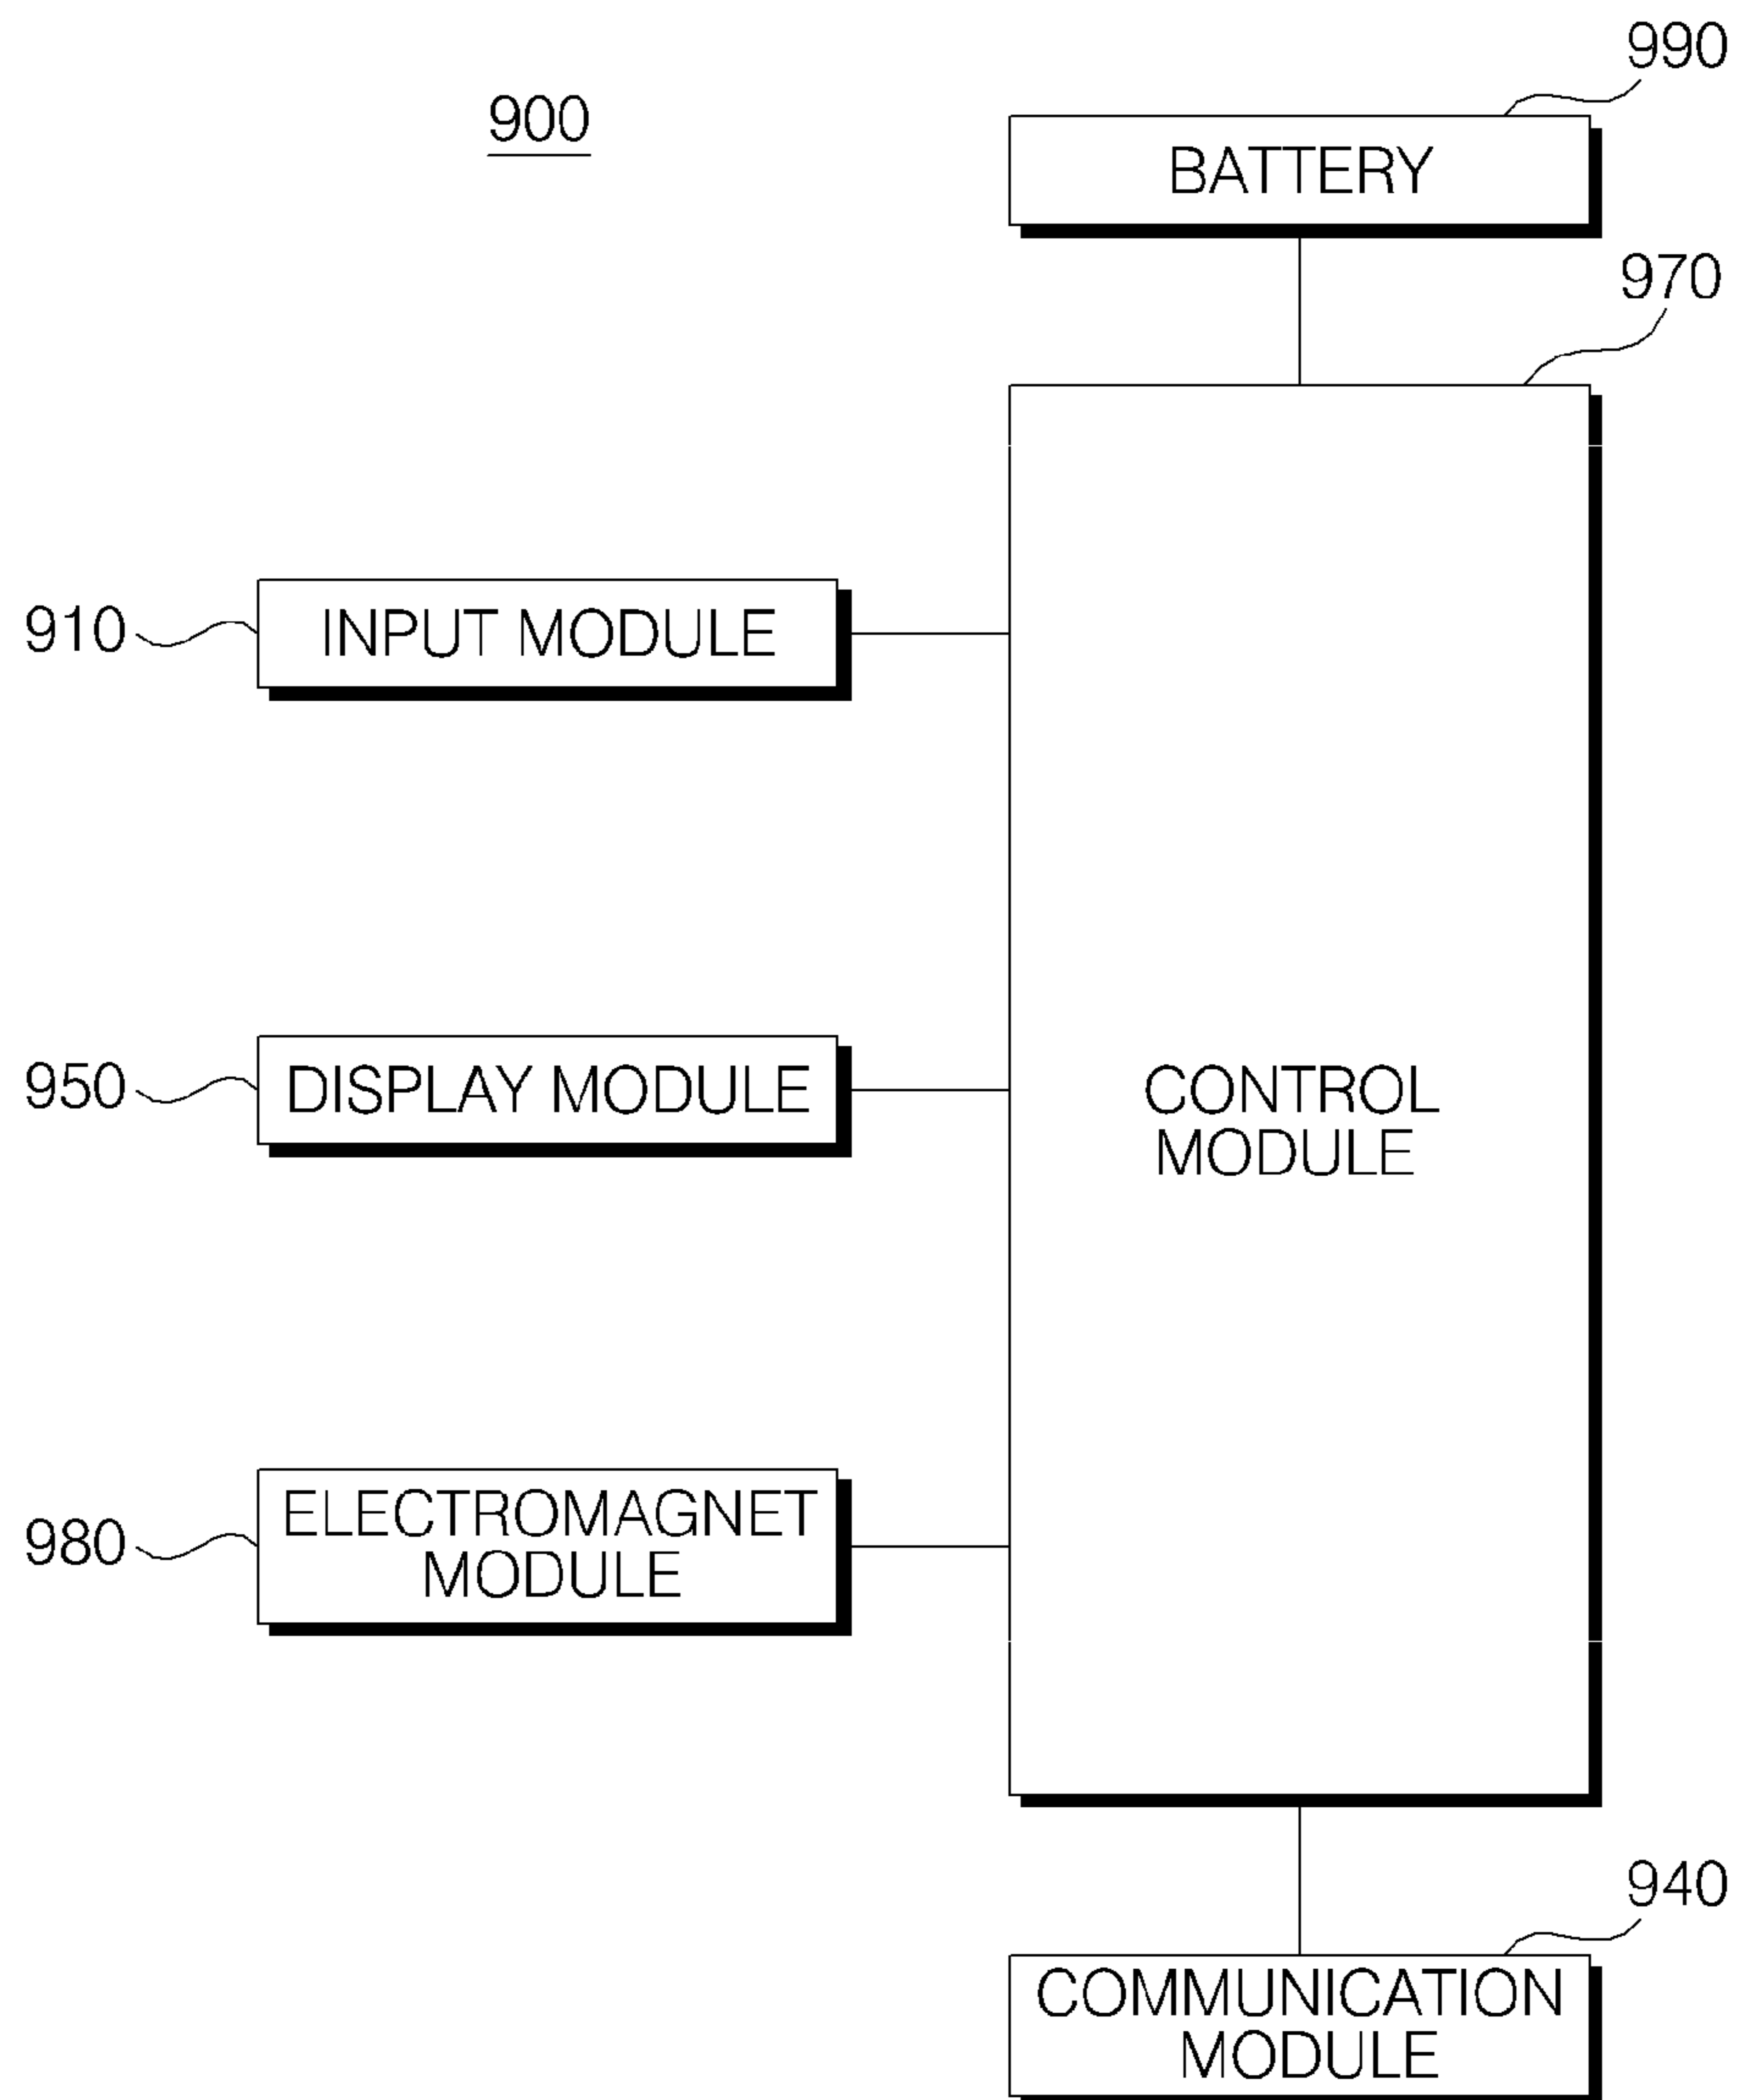 990
900
BATTERY
970
910
INPUT MODULE
950
DISPLAY MODULE
CONTROL
MODULE
980
ELECTROMAGNET
MODULE
940
COMMUNICATION
MODULE